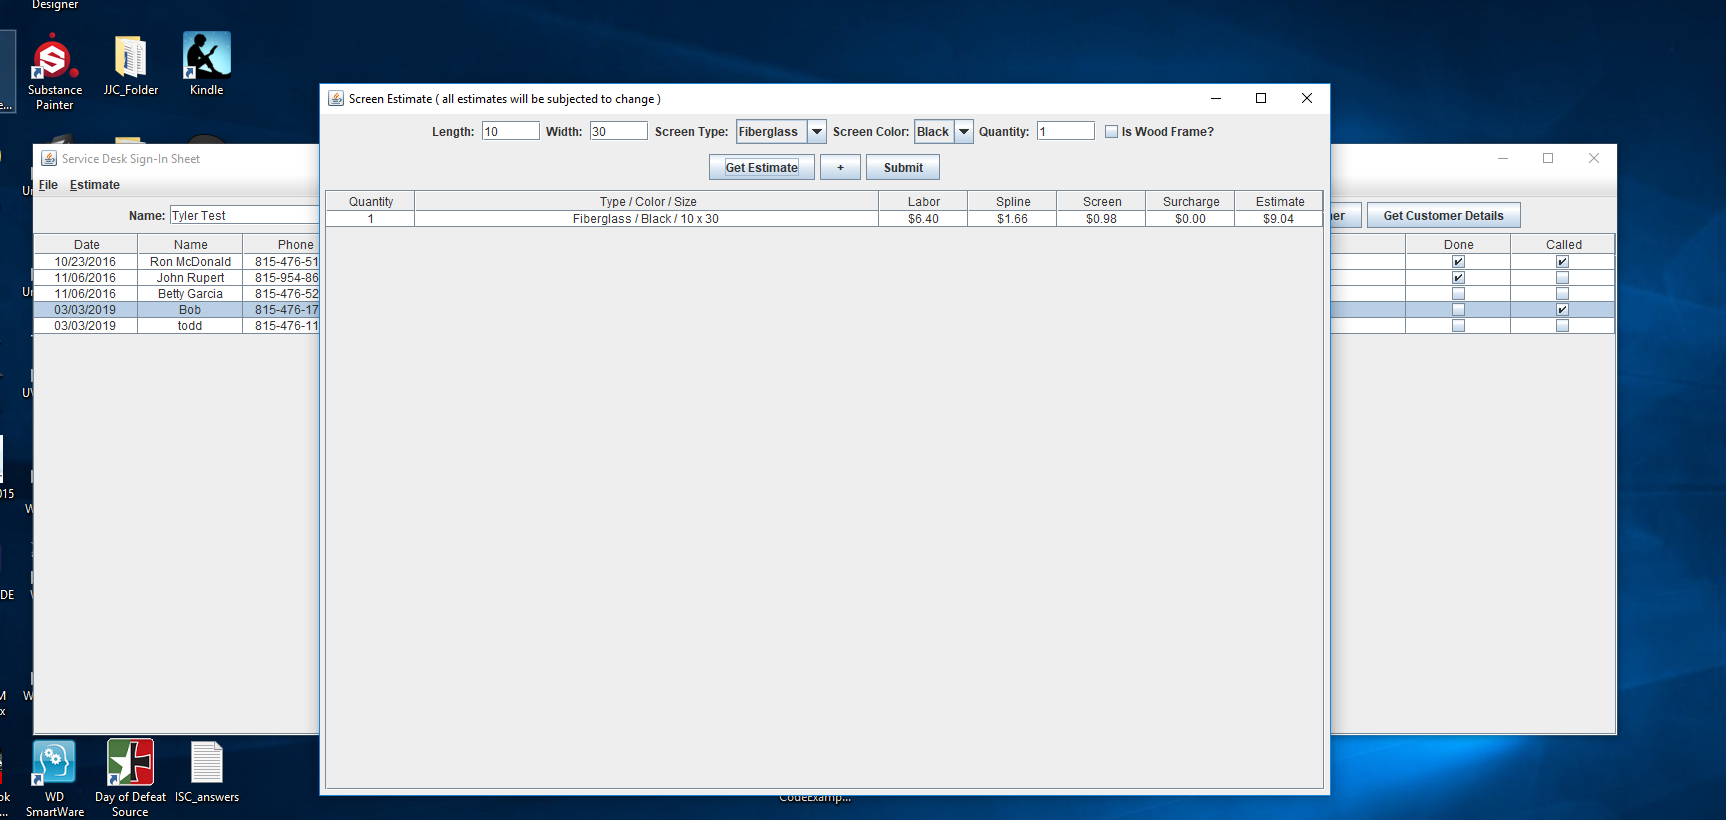 Designer
Substance
Painter
JJC_Folder
Kindle
e...
Screen Estimate ( all estimates will be subjected to change )
Length: 10 Width: 30 Screen Type: Fiberglass Screen Color: Black Quantity: 1 Is Wood Frame?
Get Estimate + Submit
Quantity Type / Color / Size Labor Spline Screen Surcharge Estimate
1 Fiberglass / Black / 10 x 30 $6.40 $1.66 $0.98 $0.00 $9.04
Service Desk Sign-In Sheet
File Estimate
Name: Tyler Test
Get Customer Details
Date Name Phone Done Called
10/23/2016 Ron McDonald 815-476-51
11/06/2016 John Rupert 815-954-86
11/06/2016 Betty Garcia 815-476-52
03/03/2019 Bob 815-476-17
03/03/2019 todd 815-476-11
Un
Un
UV
015
W
DE
W
M
W
x
ok
...
WD
SmartWare
Day of Defeat
Source
ISC_answers
CodeExamp...